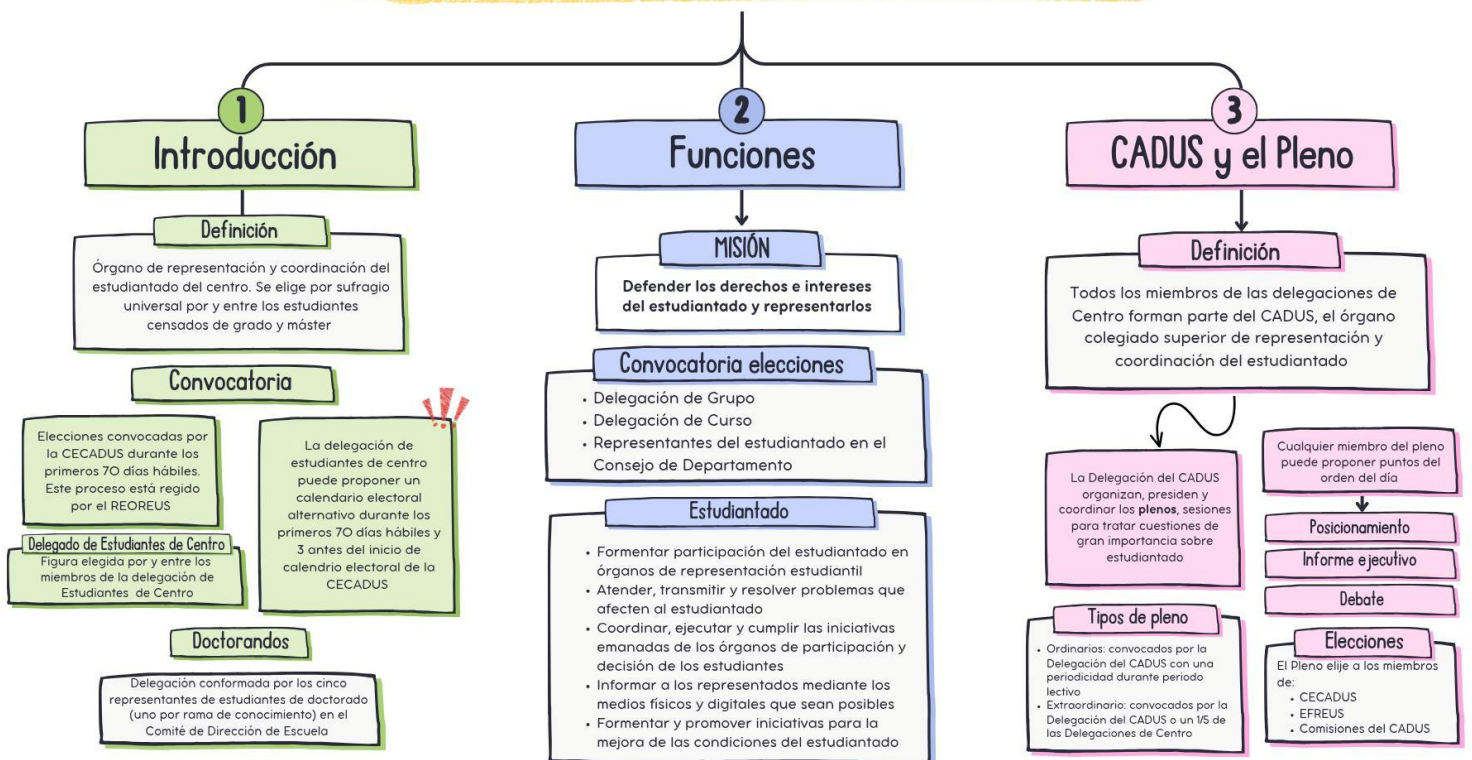 1
Introducción
Definición
Órgano de representación y coordinación del
estudiantado del centro. Se elige por sufragio
universal por y entre los estudiantes
censados de grado y máster
Convocatoria
Elecciones convocadas por
la CECADUS durante los
primeros 70 días hábiles.
Este proceso está regido
por el REOREUS
La delegación de
estudiantes de centro
puede proponer un
calendario electoral
alternativo durante los
primeros 70 días hábiles y
3 antes del inicio de
calendrio electoral de la
CECADUS
Delegado de Estudiantes de Centro
Figura elegida por y entre los
miembros de la delegación de
Estudiantes de Centro
Doctorandos
Delegación conformada por los cinco
representantes de estudiantes de doctorado
(uno por rama de conocimiento) en el
Comité de Dirección de Escuela
2
Funciones
MISIÓN
Defender los derechos e intereses
del estudiantado y representarlos
Convocatoria elecciones
• Delegación de Grupo
• Delegación de Curso
• Representantes del estudiantado en el
Consejo de Departamento
Estudiantado
• Formentar participación del estudiantado en
órganos de representación estudiantil
• Atender, transmitir y resolver problemas que
afecten al estudiantado
• Coordinar, ejecutar y cumplir las iniciativas
emanadas de los órganos de participación y
decisión de los estudiantes
• Informar a los representados mediante los
medios físicos y digitales que sean posibles
• Formentar y promover iniciativas para la
mejora de las condiciones del estudiantado
3
CADUS y el Pleno
Definición
Todos los miembros de las delegaciones de
Centro forman parte del CADUS, el órgano
colegiado superior de representación y
coordinación del estudiantado
La Delegación del CADUS
organizan, presiden y
coordinar los plenos, sesiones
para tratar cuestiones de
gran importancia sobre
estudiantado
Cualquier miembro del pleno
puede proponer puntos del
orden del día
Posicionamiento
Informe ejecutivo
Debate
Tipos de pleno
• Ordinarios: convocados por la
Delegación del CADUS con una
periodicidad durante periodo
lectivo
• Extraordinario: convocados por la
Delegación del CADUS o un 1/5 de
las Delegaciones de Centro
Elecciones
El Pleno elije a los miembros
de:
• CECADUS
• EFREUS
• Comisiones del CADUS